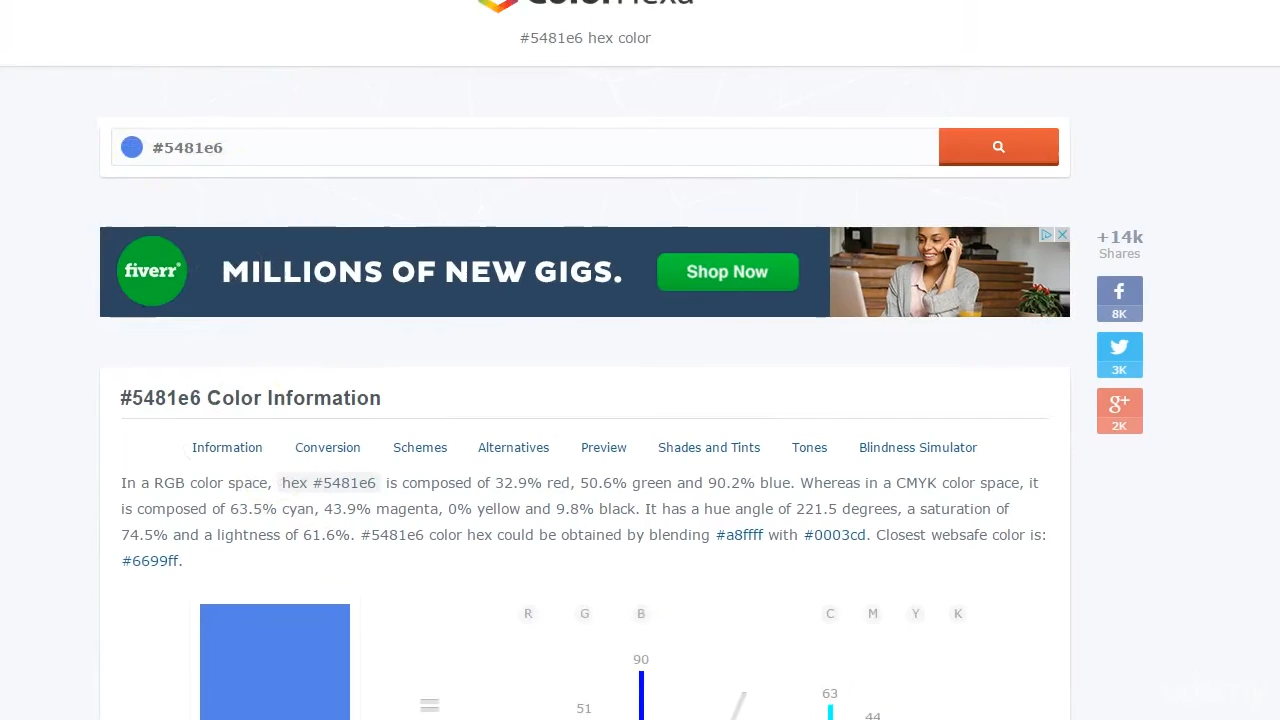 #5481e6 hex color
#5481e6
fiverr®
MILLIONS OF NEW GIGS.
Shop Now
+14k
Shares
8K
3K
g+
2K
#5481e6 Color Information
Information Conversion Schemes Alternatives Preview Shades and Tints Tones Blindness Simulator
In a RGB color space, hex #5481e6 is composed of 32.9% red, 50.6% green and 90.2% blue. Whereas in a CMYK color space, it
is composed of 63.5% cyan, 43.9% magenta, 0% yellow and 9.8% black. It has a hue angle of 221.5 degrees, a saturation of
74.5% and a lightness of 61.6%. #5481e6 color hex could be obtained by blending #a8ffff with #0003cd. Closest websafe color is:
#6699ff.
R G B C M Y K
90
63
51
44
=
/